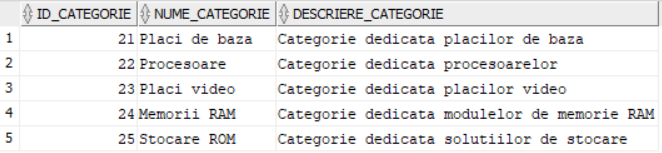 ID_CATEGORIE NUME_CATEGORIE DESCRIERE_CATEGORIE
1 21 Placi de baza Categorie dedicata placilor de baza
2 22 Procesoare Categorie dedicata procesoarelor
3 23 Placi video Categorie dedicata placilor video
4 24 Memorii RAM Categorie dedicata modulelor de memorie RAM
5 25 Stocare ROM Categorie dedicata solutiilor de stocare